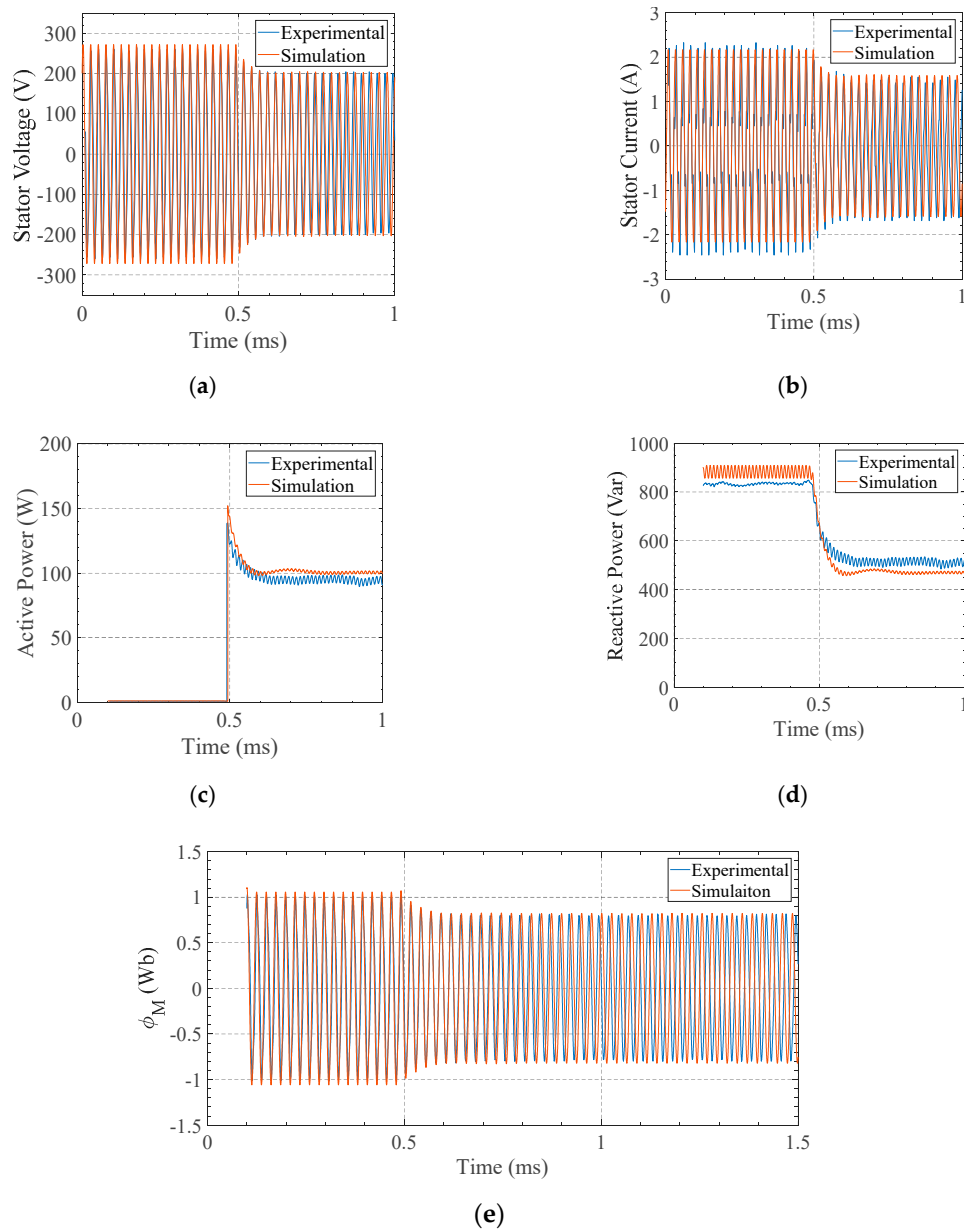 300
200
100
0
-100
-200
-300
Stator Voltage (V)
Experimental
Simulation
0
0.5
1
Time (ms)
(a)
3
2
1
0
-1
-2
-3
Stator Current (A)
Experimental
Simulation
0
0.5
1
Time (ms)
(b)
200
150
100
50
0
Active Power (W)
Experimental
Simulation
0
0.5
1
Time (ms)
(c)
1000
800
600
400
200
0
Reactive Power (Var)
Experimental
Simulation
0
0.5
1
Time (ms)
(d)
1.5
1
0.5
0
-0.5
-1
-1.5
ϕM (Wb)
Experimental
Simulaiton
0
0.5
1
1.5
Time (ms)
(e)